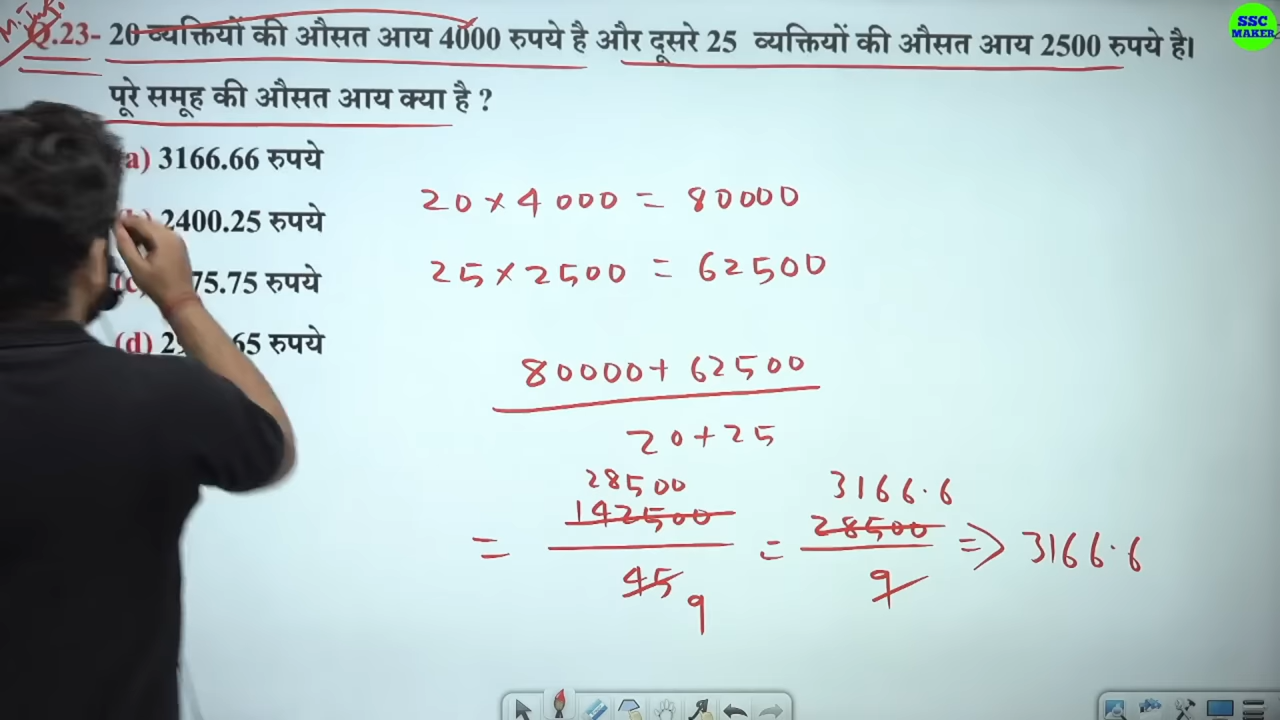 M.I.K.
Q.23- 20 व्यक्तियों की औसत आय 4000 रुपये है और दूसरे 25 व्यक्तियों की औसत आय 2500 रुपये है।
पूरे समूह की औसत आय क्या है ?
a) 3166.66 रुपये
2400.25 रुपये
75.75 रुपये
(d) 65 रुपये
20 × 4000 = 80000
25 × 2500 = 62500
80000 + 62500
20 + 25
28500 3166.6
= 142500 = 28500 => 3166.6
45 9 9
SSC
MAKER